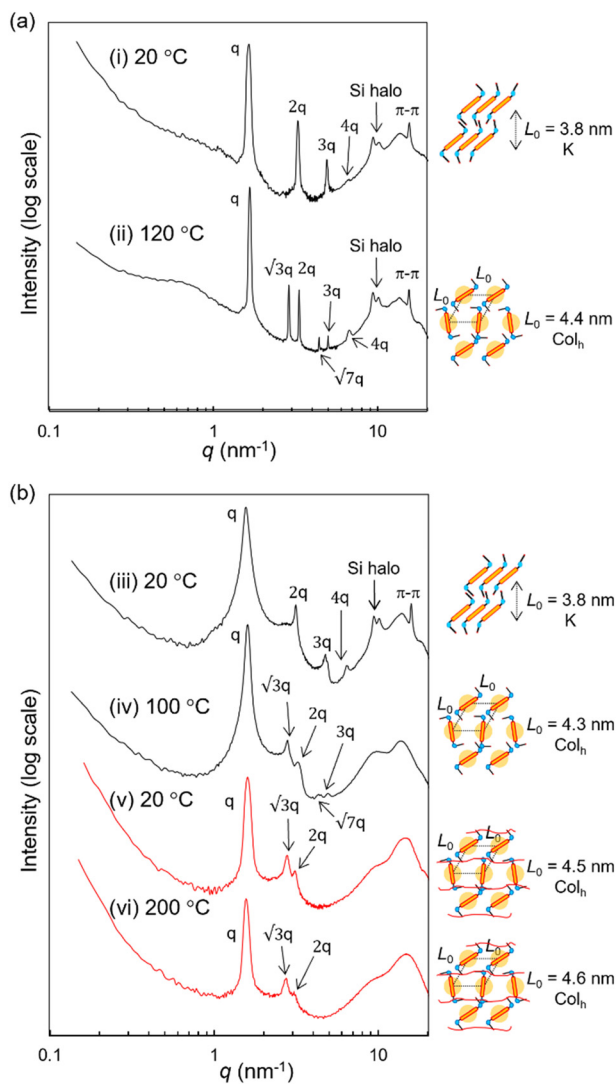 (a)
(i) 20 °C
q
2q
3q
4q
Si halo
π-π
L₀ = 3.8 nm
K
(ii) 120 °C
q
√3q
2q
3q
√7q
4q
Si halo
π-π
L₀
L₀
L₀ = 4.4 nm
Colₕ
Intensity (log scale)
0.1
1
10
q (nm⁻¹)
(b)
(iii) 20 °C
q
2q
3q
4q
Si halo
π-π
L₀ = 3.8 nm
K
(iv) 100 °C
q
√3q
2q
3q
√7q
L₀
L₀
L₀ = 4.3 nm
Colₕ
(v) 20 °C
q
√3q
2q
L₀
L₀
L₀ = 4.5 nm
Colₕ
(vi) 200 °C
q
√3q
2q
L₀
L₀
L₀ = 4.6 nm
Colₕ
Intensity (log scale)
0.1
1
10
q (nm⁻¹)